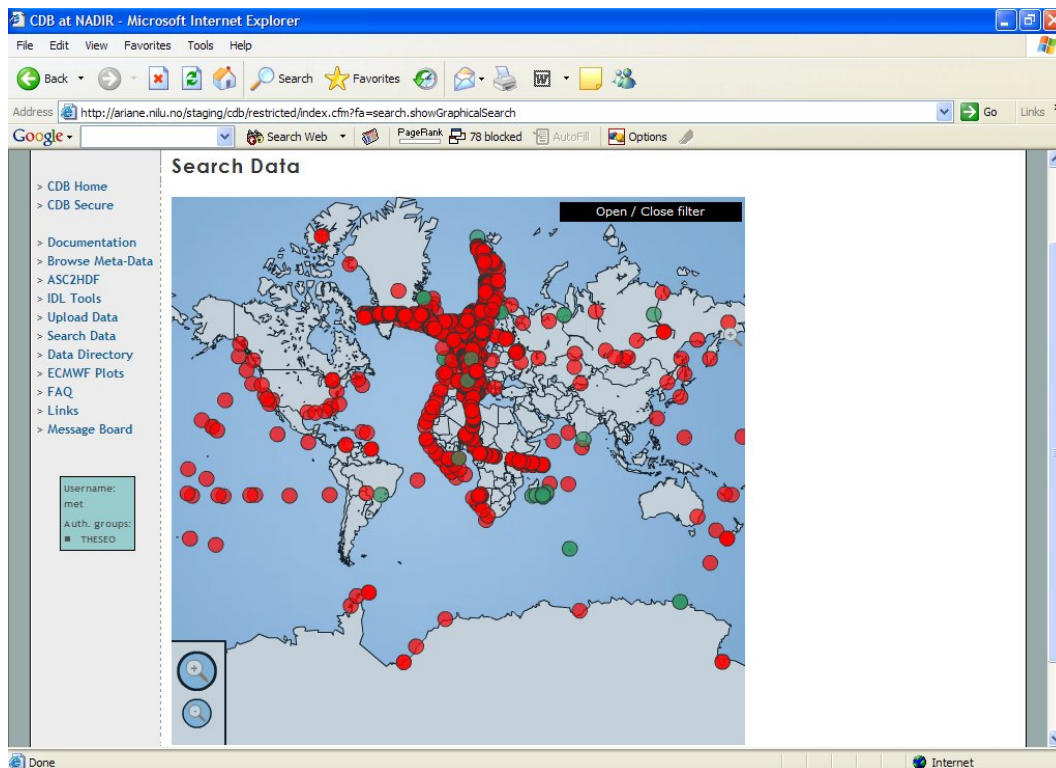 CDB at NADIR - Microsoft Internet Explorer
File Edit View Favorites Tools Help
Back Search Favorites
Address http://ariane.nilu.no/staging/cdb/restricted/index.cfm?fa=search.showGraphicalSearch Go Links
Google Search Web PageRank 78 blocked AutoFill Options
Search Data
Open / Close filter
> CDB Home
> CDB Secure
> Documentation
> Browse Meta-Data
> ASC2HDF
> IDL Tools
> Upload Data
> Search Data
> Data Directory
> ECMWF Plots
> FAQ
> Links
> Message Board
Username:
met
Auth. groups:
THESEO
Done Internet